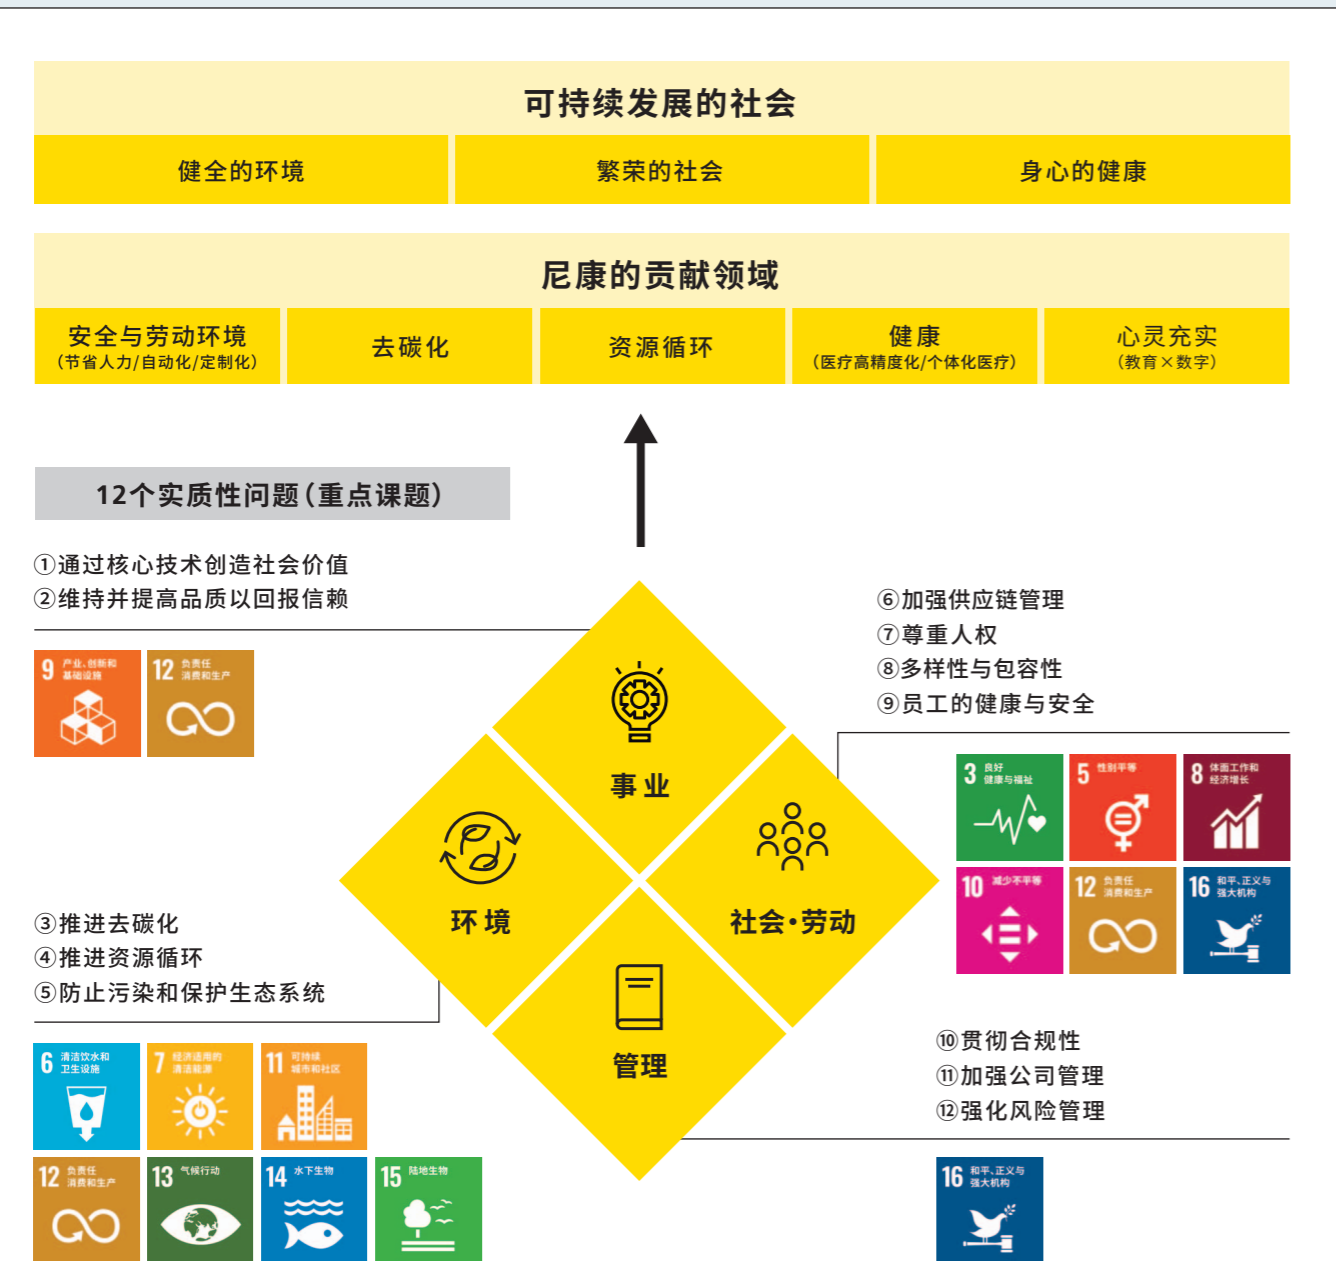 可持续发展的社会
健全的环境
繁荣的社会
身心的健康
尼康的贡献领域
安全与劳动环境
（节省人力/自动化/定制化）
去碳化
资源循环
健康
（医疗高精度化/个体化医疗）
心灵充实
（教育×数字）
12个实质性问题（重点课题）
①通过核心技术创造社会价值
②维持并提高品质以回报信赖
9 产业、创新和
基础设施
12 负责任
消费和生产
事业
⑥加强供应链管理
⑦尊重人权
⑧多样性与包容性
⑨员工的健康与安全
3 良好
健康与福祉
5 性别平等
8 体面工作和
经济增长
10 减少不平等
12 负责任
消费和生产
16 和平、正义与
强大机构
环境
社会·劳动
③推进去碳化
④推进资源循环
⑤防止污染和保护生态系统
6 清洁饮水和
卫生设施
7 经济适用的
清洁能源
11 可持续
城市和社区
12 负责任
消费和生产
13 气候行动
14 水下生物
15 陆地生物
管理
⑩贯彻合规性
⑪加强公司管理
⑫强化风险管理
16 和平、正义与
强大机构